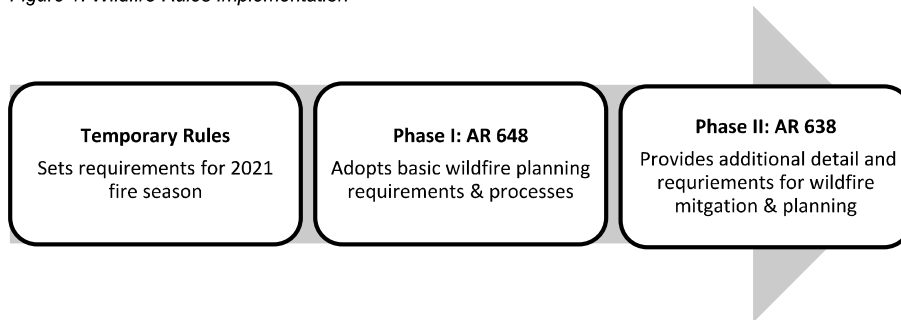 Figure 1. Wildfire Rules Implementation
Temporary Rules
Sets requirements for 2021
fire season
Phase I: AR 648
Adopts basic wildfire planning
requirements & processes
Phase II: AR 638
Provides additional detail and
requriements for wildfire
mitgation & planning